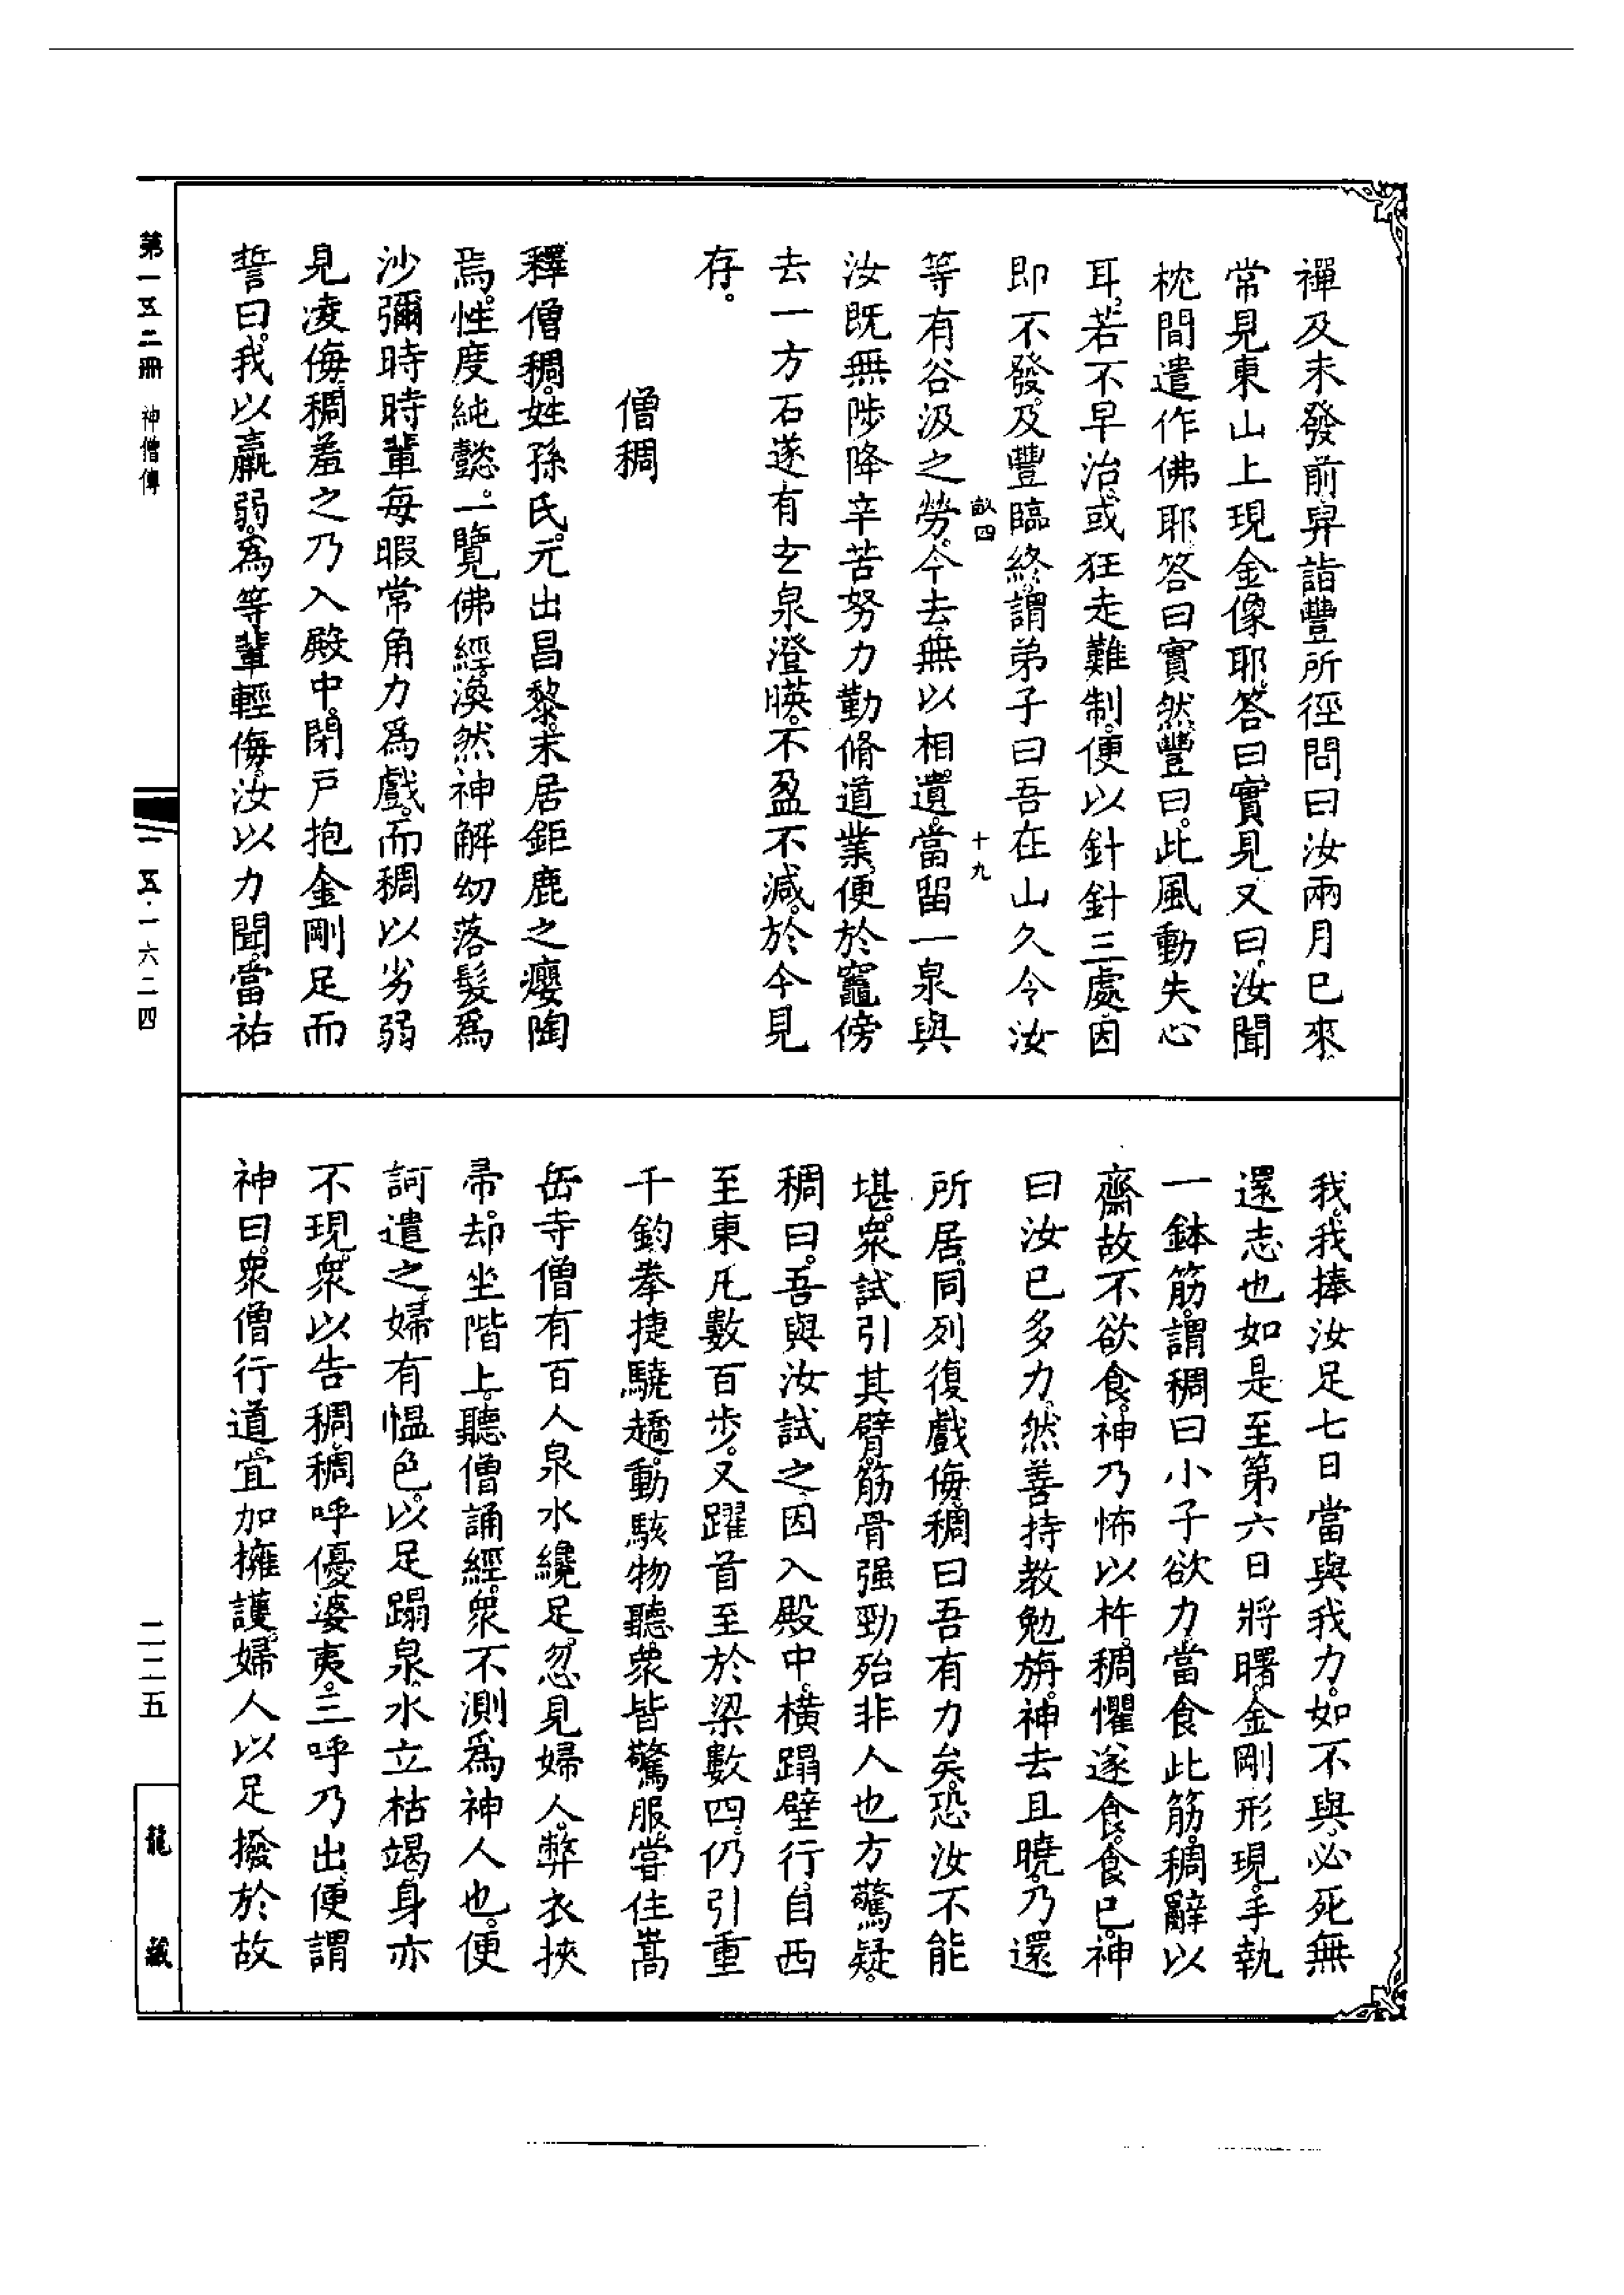 禪及未發前舁詣豐所徑問曰汝兩月已來
常見東山上現金像耶答曰實見又曰汝聞
枕間遣作佛耶答曰實然豐曰此風動失心
耳若不早治或狂走難制便以針針三處因
即不發及豐臨終謂弟子曰吾在山久令汝
畝四 十九
等有谷汲之勞今去無以相遺當留一泉與
汝既無陟降辛苦努力勤脩道業便於竈傍
去一方石遂有玄泉澄暎不盈不減於今見
存。
僧稠
釋僧稠姓孫氏元出昌黎末居鉅鹿之癭陶
焉性度純懿一覽佛經渙然神解幼落髮為
沙彌時時輩每暇常角力為戲而稠以劣弱
見凌侮稠羞之乃入殿中閉戸抱金剛足而
誓曰我以羸弱為等輩輕侮汝以力聞當祐
我我捧汝足七日當與我力如不與必死無
還志也如是至第六日將曙金剛形現手執
一鉢筋謂稠曰小子欲力當食此筋稠辭以
齋故不欲食神乃怖以杵稠懼遂食食已神
曰汝已多力然善持教勉旃神去且曉乃還
所居同列復戲侮稠曰吾有力矣恐汝不能
堪衆試引其臂筋骨强勁殆非人也方驚疑
稠曰吾與汝試之因入殿中橫蹋壁行自西
至東凡數百步又躍首至於梁數四仍引重
千鈞拳捷驍趫動駭物聽衆皆驚服嘗住嵩
岳寺僧有百人泉水纔足忽見婦人弊衣挾
帚却坐階上聽僧誦經衆不測為神人也便
訶遣之婦有愠色以足蹋泉水立枯竭身亦
不現衆以告稠稠呼優婆夷三呼乃出便謂
神曰衆僧行道宜加擁護婦人以足撥於故
第一五二冊 神僧傳
一五·一六二四
二二五
龍藏